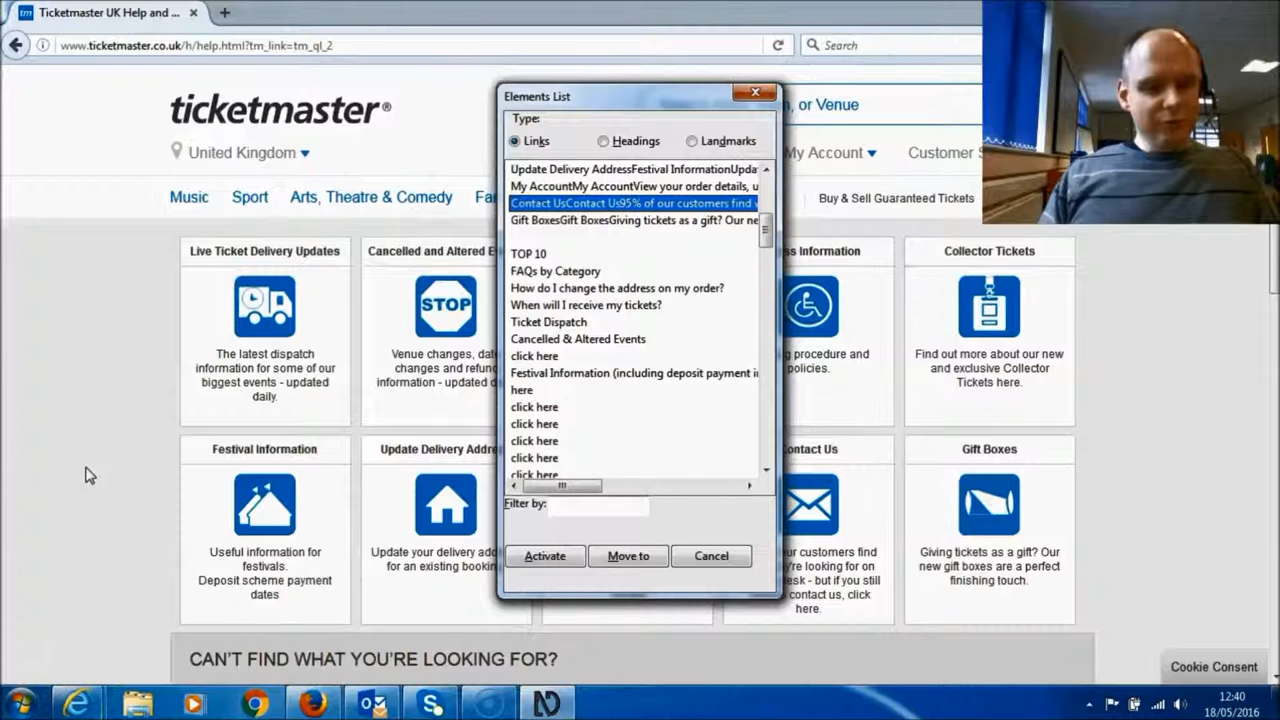 Ticketmaster UK Help and ...
www.ticketmaster.co.uk/h/help.html?tm_link=tm_ql_2
Search
ticketmaster®
or Venue
United Kingdom
My Account
Customer S
Music
Sport
Arts, Theatre & Comedy
Buy & Sell Guaranteed Tickets
Elements List
Type:
Links
Headings
Landmarks
Update Delivery AddressFestival InformationUpda
My AccountMy AccountView your order details, u
Contact UsContact Us95% of our customers find
Gift BoxesGift BoxesGiving tickets as a gift? Our ne
TOP 10
FAQs by Category
How do I change the address on my order?
When will I receive my tickets?
Ticket Dispatch
Cancelled & Altered Events
click here
Festival Information (including deposit payment
here
click here
click here
click here
click here
click here
Filter by:
Activate
Move to
Cancel
Live Ticket Delivery Updates
The latest dispatch
information for some of our
biggest events - updated
daily.
Cancelled and Altered E
STOP
Venue changes, dat
changes and refun
information - updated d
ss Information
g procedure and
policies.
Collector Tickets
Find out more about our new
and exclusive Collector
Tickets here.
Festival Information
Useful information for
festivals.
Deposit scheme payment
dates
Update Delivery Addre
Update your delivery add
for an existing bookin
ontact Us
ur customers find
're looking for on
desk - but if you still
contact us, click
here.
Gift Boxes
Giving tickets as a gift? Our
new gift boxes are a perfect
finishing touch.
CAN'T FIND WHAT YOU'RE LOOKING FOR?
Cookie Consent
12:40
18/05/2016